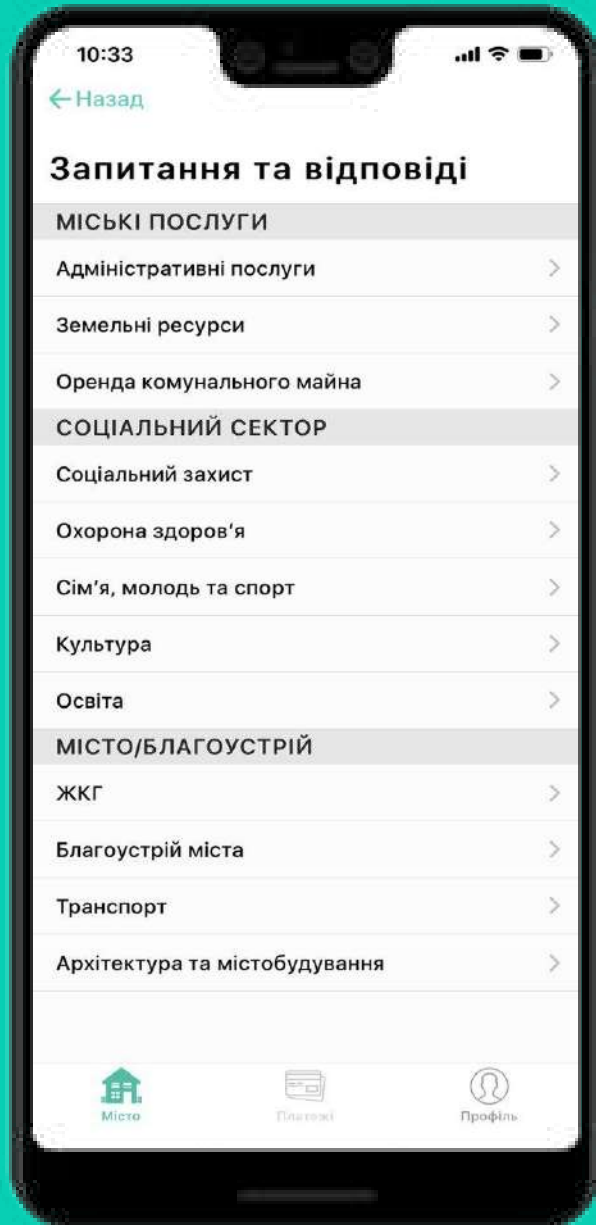 10:33
←Назад
Запитання та відповіді
МІСЬКІ ПОСЛУГИ
Адміністративні послуги
Земельні ресурси
Оренда комунального майна
СОЦІАЛЬНИЙ СЕКТОР
Соціальний захист
Охорона здоров'я
Сім'я, молодь та спорт
Культура
Освіта
МІСТО/БЛАГОУСТРІЙ
ЖКГ
Благоустрій міста
Транспорт
Архітектура та містобудування
Місто Платежі Профіль